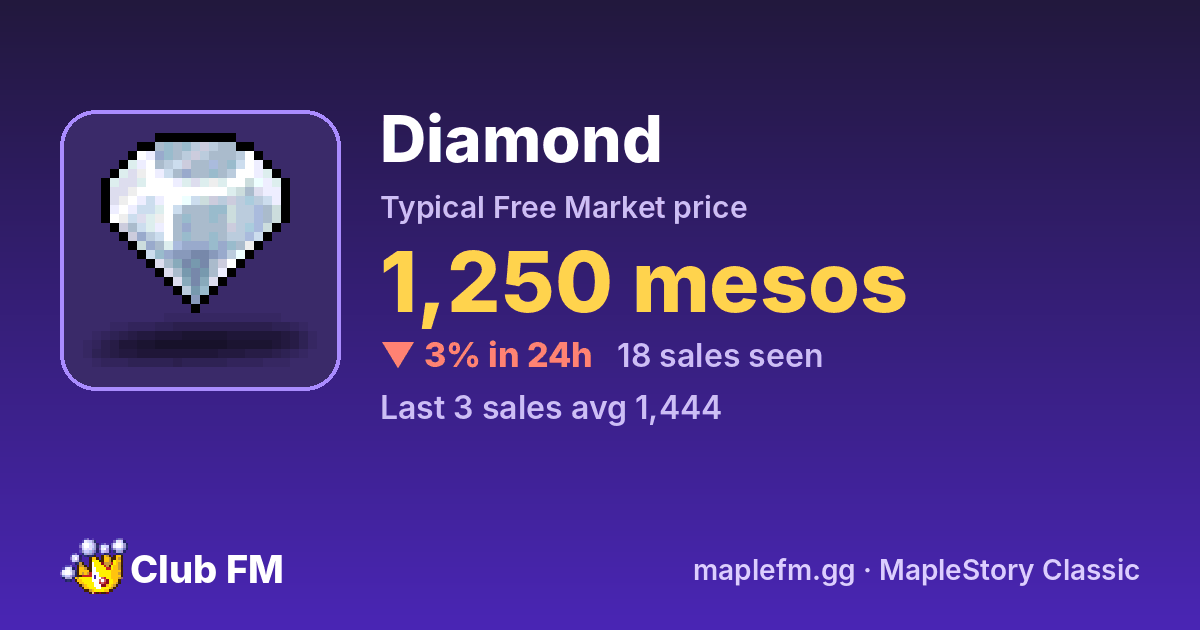 Diamond
Typical Free Market price
1,250 mesos
▼ 3% in 24h 18 sales seen
Last 3 sales avg 1,444
Club FM
maplefm.gg · MapleStory Classic